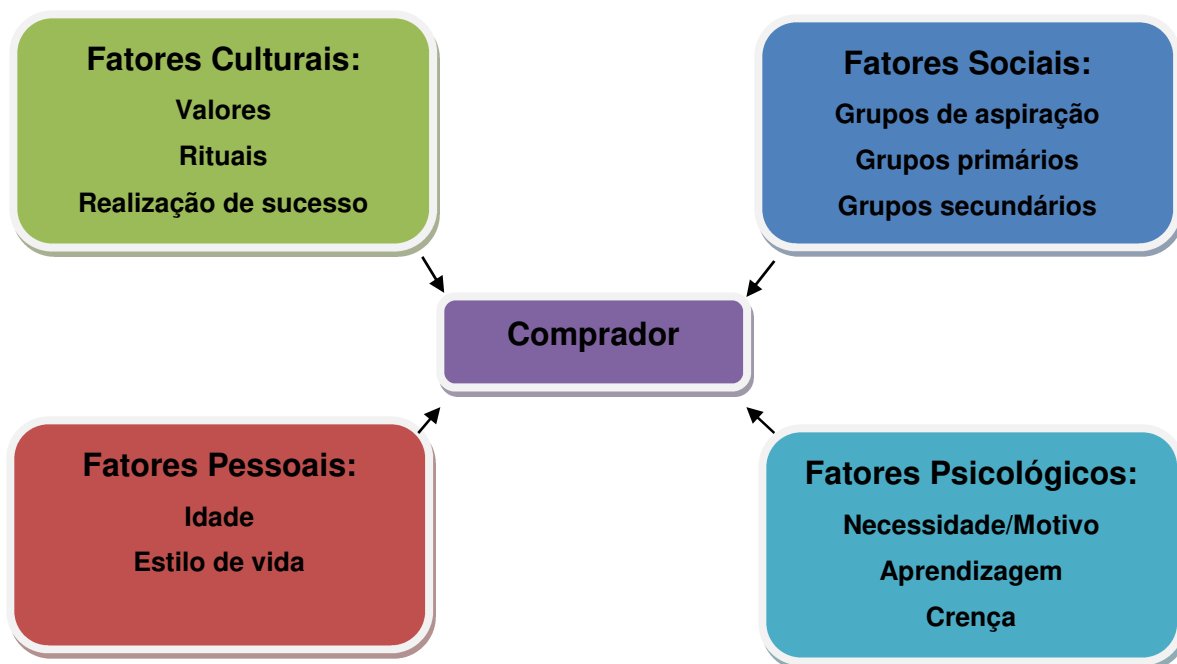 Fatores Culturais:
Valores
Rituais
Realização de sucesso
Fatores Sociais:
Grupos de aspiração
Grupos primários
Grupos secundários
Comprador
Fatores Pessoais:
Idade
Estilo de vida
Fatores Psicológicos:
Necessidade/Motivo
Aprendizagem
Crença